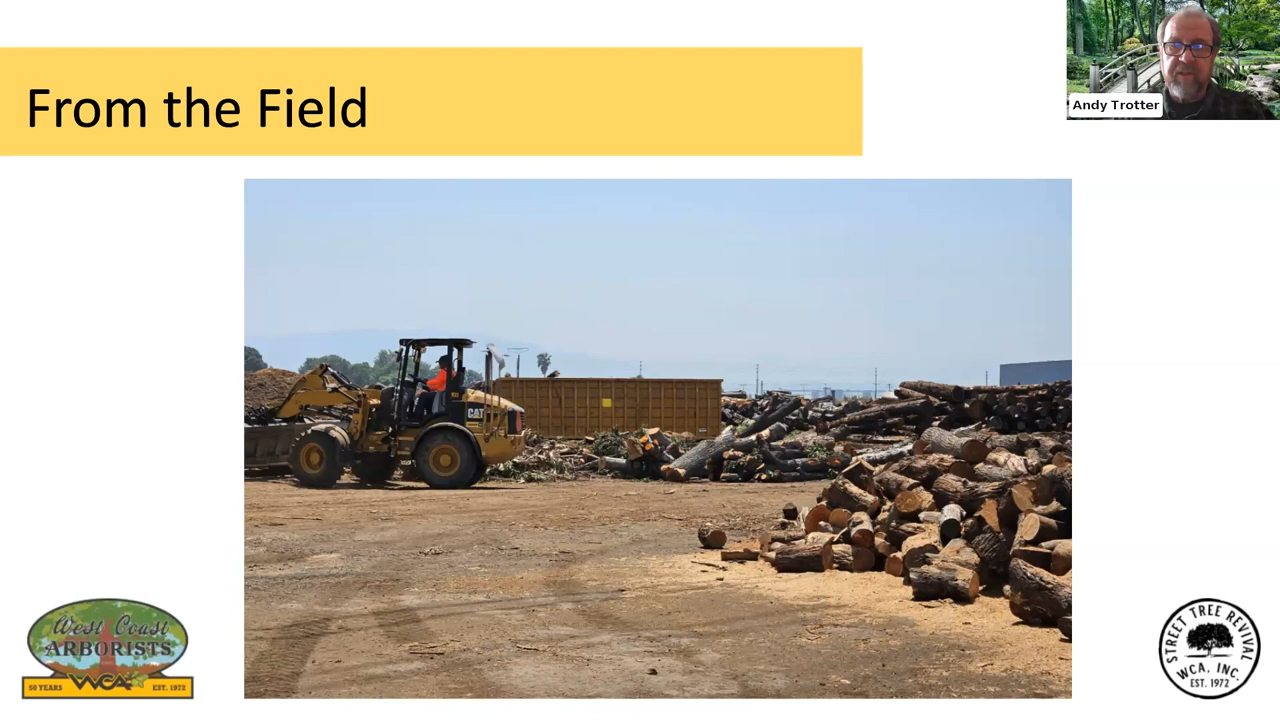 From the Field
Andy Trotter
CAT
West Coast
ARBORISTS
50 YEARS
WCA
EST. 1972
STREET TREE REVIVAL
WCA, INC.
EST. 1972